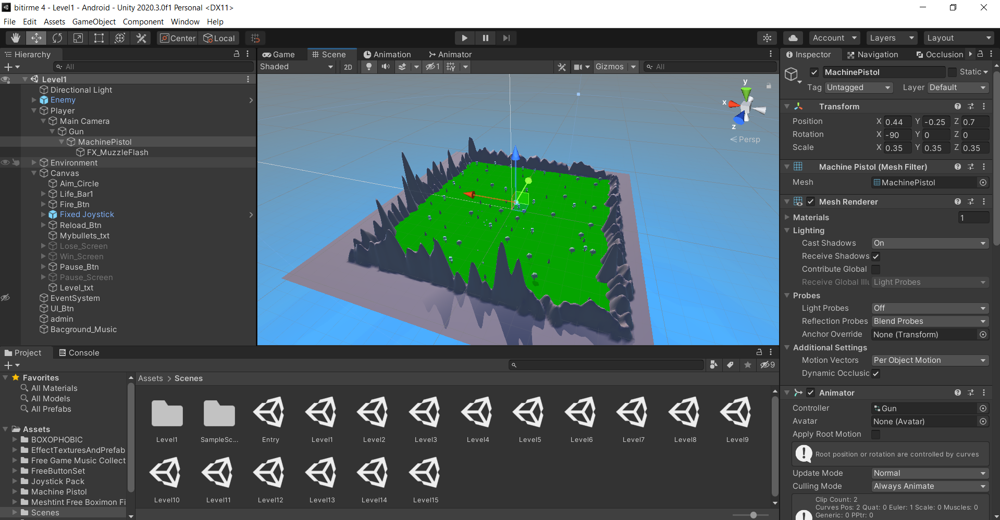 bitirme 4 - Level1 - Android - Unity 2020.3.0f1 Personal <DX11>
File Edit Assets GameObject Component Window Help
Center Local Account Layers Layout
Hierarchy
All
Level1
Directional Light
Enemy
Player
Main Camera
Gun
MachinePistol
FX_MuzzleFlash
Environment
Canvas
Aim_Circle
Life_Bar1
Fire_Btn
Fixed Joystick
Reload_Btn
Mybullets_txt
Lose_Screen
Win_Screen
Pause_Btn
Pause_Screen
Level_txt
EventSystem
UI_Btn
admin
Bacground_Music
Game Scene Animation Animator
Shaded 2D 1 Gizmos All
y
x
z
Persp
Inspector Navigation Occlusion
MachinePistol Static
Tag Untagged Layer Default
Transform
Position X 0.44 Y -0.25 Z 0.7
Rotation X -90 Y 0 Z 0
Scale X 0.35 Y 0.35 Z 0.35
Machine Pistol (Mesh Filter)
Mesh MachinePistol
Mesh Renderer
Materials 1
Lighting
Cast Shadows On
Receive Shadows
Contribute Global
Receive Global Illu Light Probes
Probes
Light Probes Off
Reflection Probes Blend Probes
Anchor Override None (Transform)
Additional Settings
Motion Vectors Per Object Motion
Dynamic Occlusic
Animator
Controller Gun
Avatar None (Avatar)
Apply Root Motion
Root position or rotation are controlled by curves
Update Mode Normal
Culling Mode Always Animate
Clip Count: 2
Curves Pos: 2 Quat: 0 Euler: 1 Scale: 0 Muscles: 0
Generic: 0 PPtr: 0
Project Console
9
Favorites
All Materials
All Models
All Prefabs
Assets
BOXOPHOBIC
EffectTexturesAndPrefab
Free Game Music Collect
FreeButtonSet
Joystick Pack
Machine Pistol
Meshtint Free Boximon Fi
Scenes
Assets > Scenes
Level1 SampleSc... Entry Level1 Level2 Level3 Level4 Level5 Level6 Level7 Level8 Level9
Level10 Level11 Level12 Level13 Level14 Level15